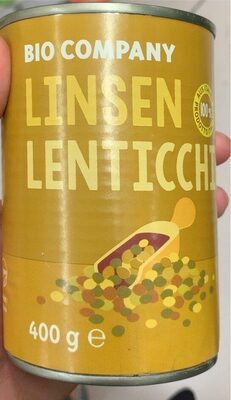 BIO COMPANY
LINSEN
LENTICCHI
400 g e